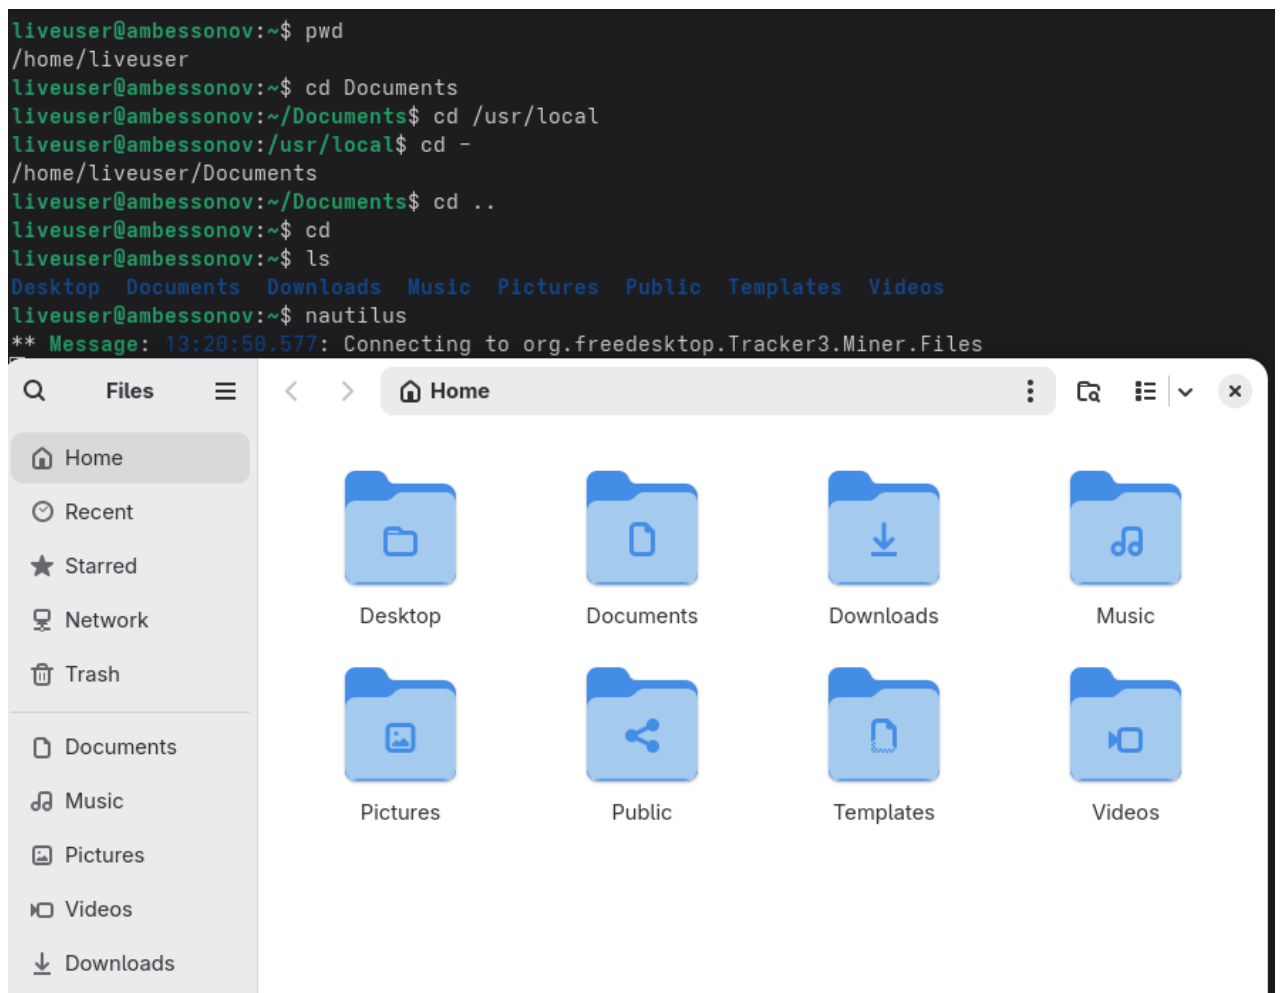 liveuser@ambessonov:~$ pwd
/home/liveuser
liveuser@ambessonov:~$ cd Documents
liveuser@ambessonov:~/Documents$ cd /usr/local
liveuser@ambessonov:/usr/local$ cd -
/home/liveuser/Documents
liveuser@ambessonov:~/Documents$ cd ..
liveuser@ambessonov:~$ cd
liveuser@ambessonov:~$ ls
Desktop  Documents  Downloads  Music  Pictures  Public  Templates  Videos
liveuser@ambessonov:~$ nautilus
** Message: 13:20:50.577: Connecting to org.freedesktop.Tracker3.Miner.Files
Files
Home
Home
Recent
Starred
Network
Trash
Documents
Music
Pictures
Videos
Downloads
Desktop
Documents
Downloads
Music
Pictures
Public
Templates
Videos